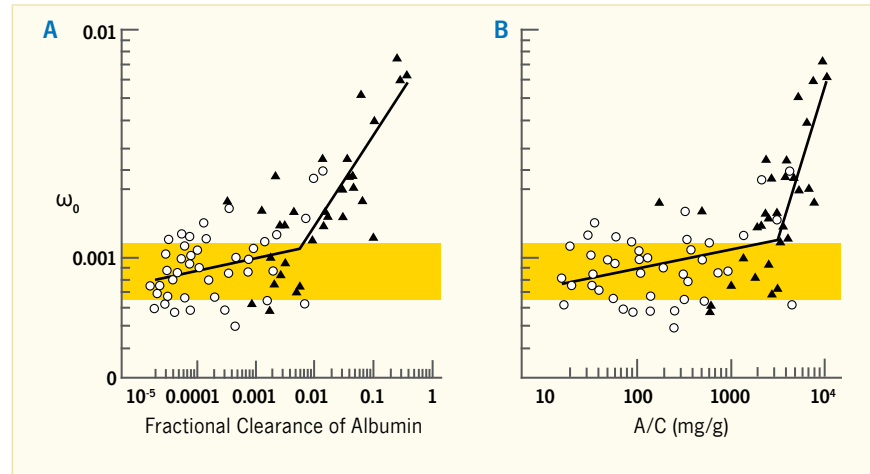 A
B
0.01
ε₀
0.001
0
10⁻⁵ 0.0001 0.001 0.01 0.1 1
10 100 1000 10⁴
Fractional Clearance of Albumin
A/C (mg/g)